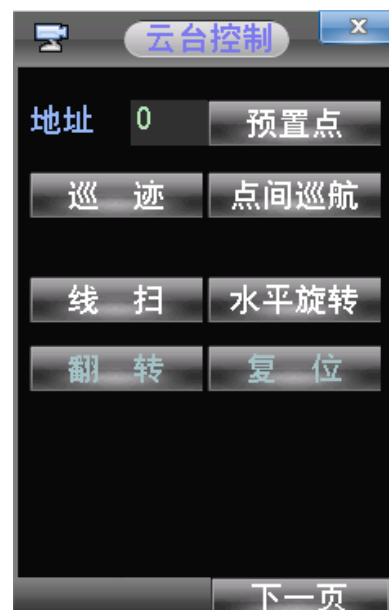 云台控制
地址 0 预置点
巡 迹 点间巡航
线 扫 水平旋转
翻 转 复 位
下一页